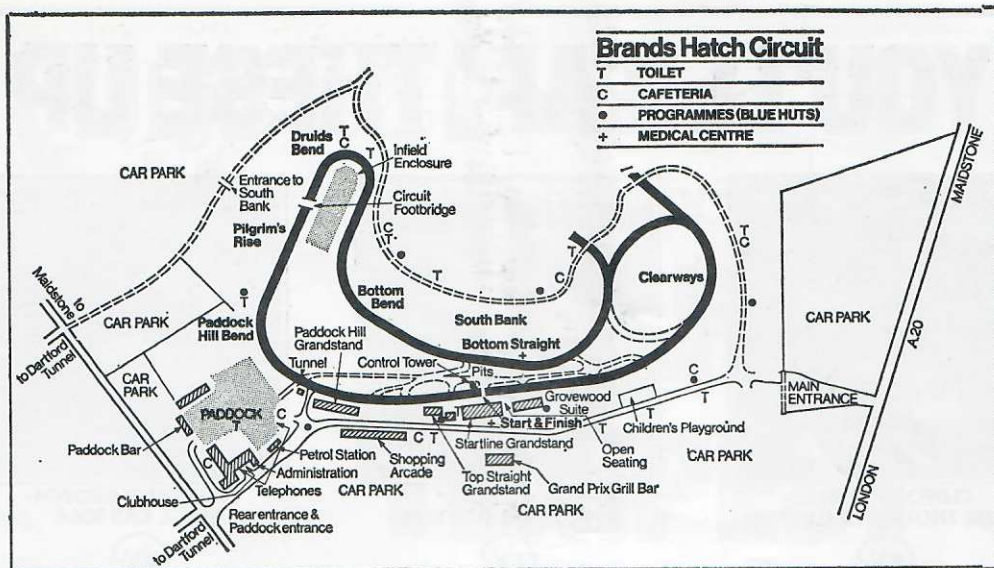 Brands Hatch Circuit
T TOILET
C CAFETERIA
● PROGRAMMES (BLUE HUTS)
+ MEDICAL CENTRE
Druids
Bend
T
C
T
Infield
Enclosure
CAR PARK
Entrance to
South
Bank
Circuit
Footbridge
Pilgrim's
Rise
C
T
T
C
T
T
C
Clearways
MAIDSTONE
A.20
LONDON
CAR PARK
Maidstone
to
to Dartford
Tunnel
CAR PARK
T
Paddock
Hill Bend
Bottom
Bend
South Bank
Bottom Straight
+
Paddock Hill
Grandstand
Control Tower
Pits
Tunnel
CAR
PARK
PADDOCK
T
C
Grovewood
Suite
+ Start & Finish
T
C
T
T
MAIN
ENTRANCE
Children's Playground
Startline Grandstand
Open
Seating
CAR PARK
Paddock Bar
C
Petrol Station
Administration
Telephones
Clubhouse
Shopping
Arcade
C T
T
Top Straight
Grandstand
Grand Prix Grill Bar
CAR PARK
CAR PARK
Rear entrance &
Paddock entrance
to Dartford
Tunnel